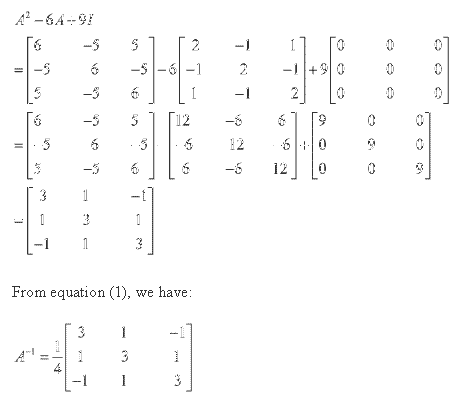 A² − 6A + 9I
= [6 −5 5; −5 6 −5; 5 −5 6] − 6 [2 −1 1; −1 2 −1; 1 −1 2] + 9 [0 0 0; 0 0 0; 0 0 0]
= [6 −5 5; −5 6 −5; 5 −5 6] − [12 −6 6; −6 12 −6; 6 −6 12] + [9 0 0; 0 9 0; 0 0 9]
= [3 1 −1; 1 3 1; −1 1 3]
From equation (1), we have:
A⁻¹ = 1/4 [3 1 −1; 1 3 1; −1 1 3]